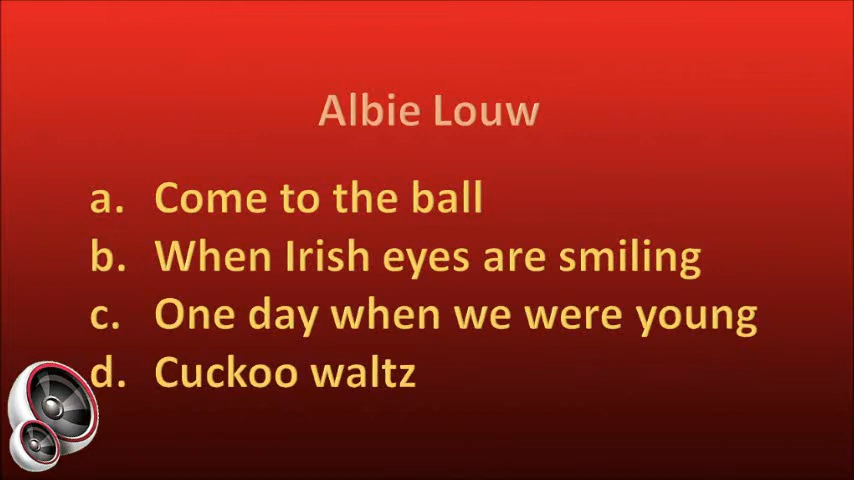 Albie Louw
a. Come to the ball
b. When Irish eyes are smiling
c. One day when we were young
d. Cuckoo waltz